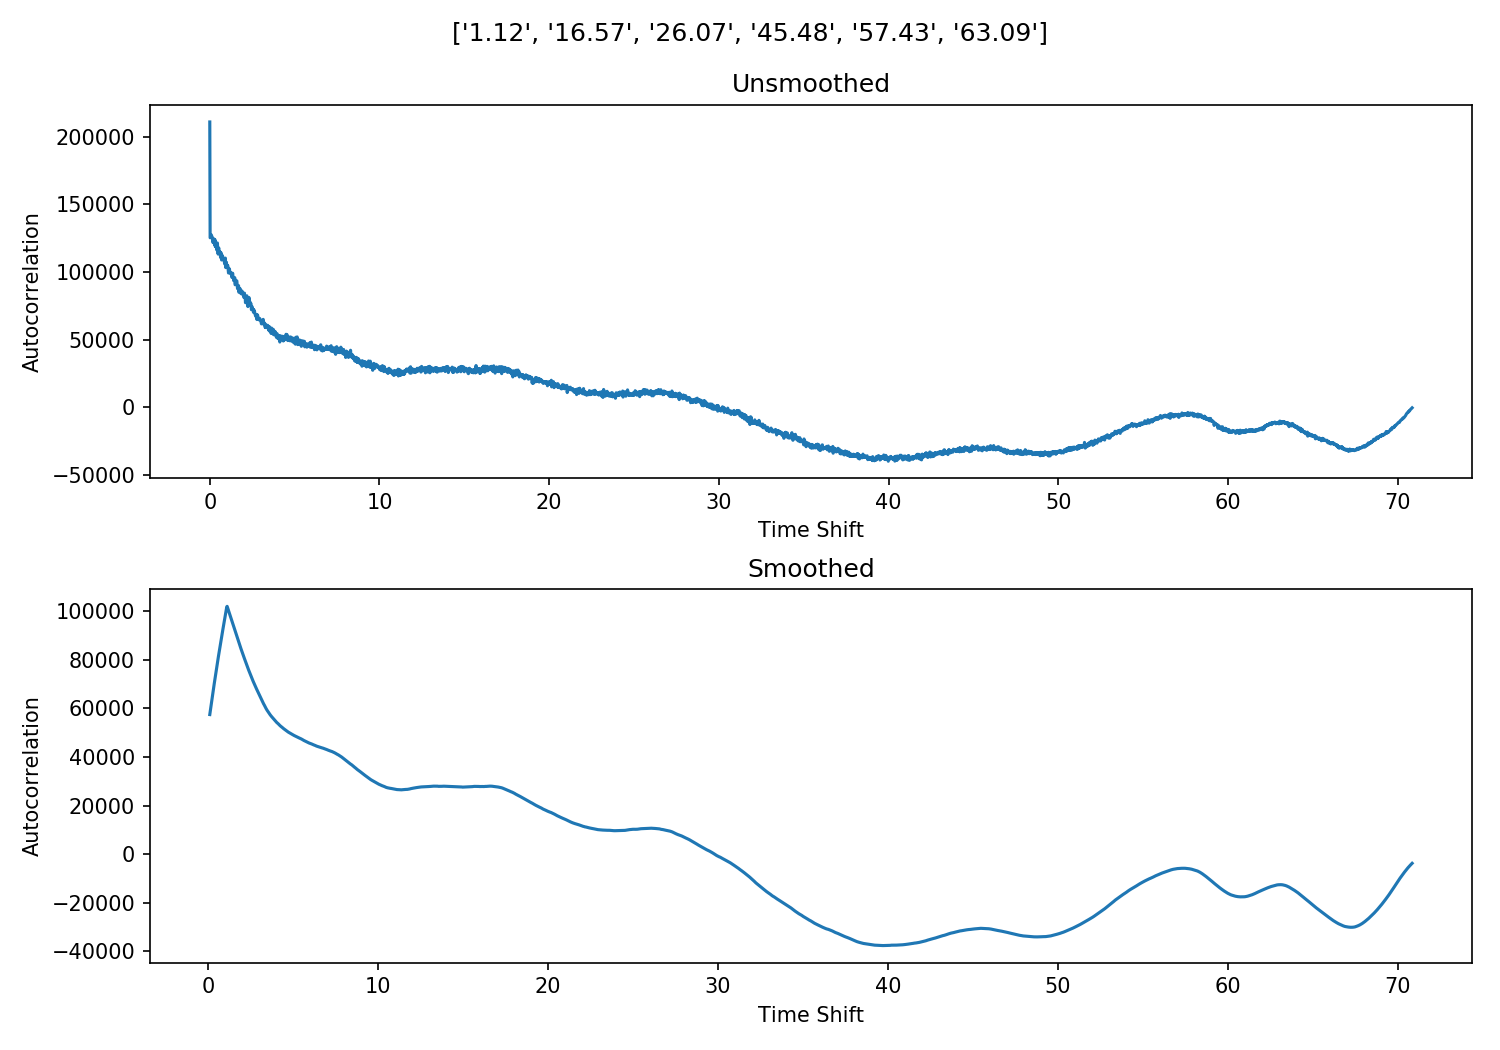 ['1.12', '16.57', '26.07', '45.48', '57.43', '63.09']
Unsmoothed
200000
150000
100000
50000
0
−50000
Autocorrelation
0 10 20 30 40 50 60 70
Time Shift
Smoothed
100000
80000
60000
40000
20000
0
−20000
−40000
Autocorrelation
0 10 20 30 40 50 60 70
Time Shift